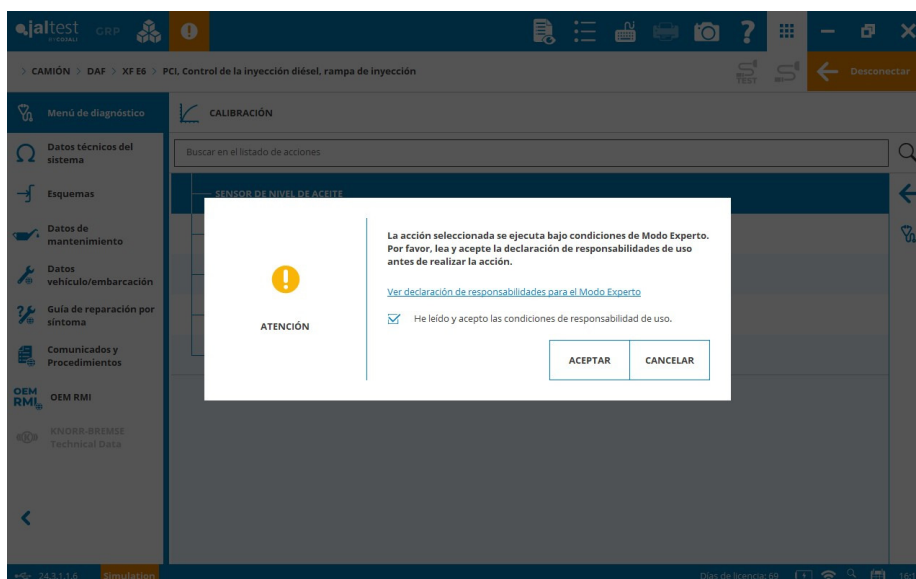 jaltest GRP
BY COJALI
> CAMIÓN > DAF > XF E6 > PCI, Control de la inyección diésel, rampa de inyección
TEST
Desconectar
Menú de diagnóstico
CALIBRACIÓN
Datos técnicos del
sistema
Buscar en el listado de acciones
Esquemas
SENSOR DE NIVEL DE ACEITE
Datos de
mantenimiento
Datos
vehículo/embarcación
Guía de reparación por
síntoma
Comunicados y
Procedimientos
OEM
RMI
OEM RMI
KNORR-BREMSE
Technical Data
ATENCIÓN
La acción seleccionada se ejecuta bajo condiciones de Modo Experto.
Por favor, lea y acepte la declaración de responsabilidades de uso
antes de realizar la acción.
Ver declaración de responsabilidades para el Modo Experto
He leído y acepto las condiciones de responsabilidad de uso.
ACEPTAR
CANCELAR
24.3.1.1.6
Simulation
Días de licencia: 69